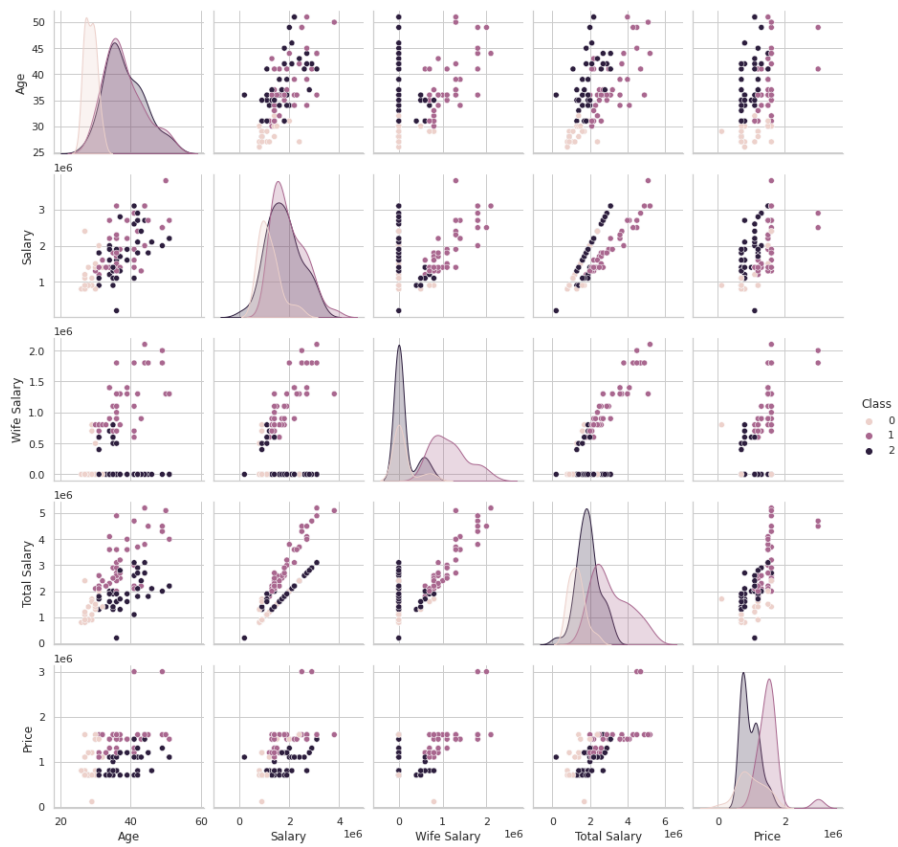 50
45
40
Age
35
30
25
1e6
3
Salary
2
1
1e6
2.0
1.5
Wife Salary
1.0
0.5
0.0
Class
0
1
2
1e6
5
4
Total Salary
3
2
1
0
1e6
3
2
Price
1
0
20 40 60
0 2 4
0 1 2
0 2 4 6
0 2
1e6 1e6 1e6 1e6
Age Salary Wife Salary Total Salary Price